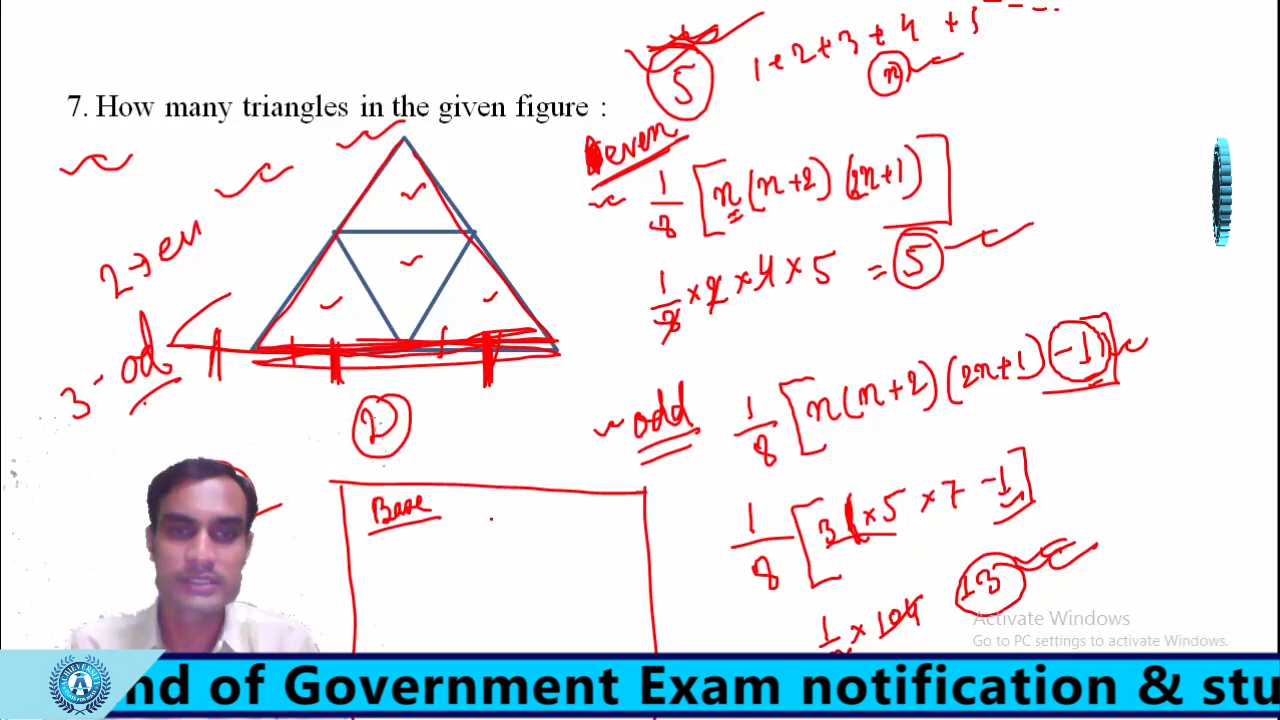 5
1 + 2 + 3 + 4 + 5 - - -
n
7. How many triangles in the given figure :
even
1/8 [n (n+2) (2n+1)]
1/8 × 2 × 4 × 5 = 5
2 →
3 -
2
odd 1/8 [n (n+2) (2n+1) -1]
Base
1/8 [3 × 5 × 7 -1]
13
× 104
Activate Windows
Go to PC settings to activate Windows.
nd of Government Exam notification & stu